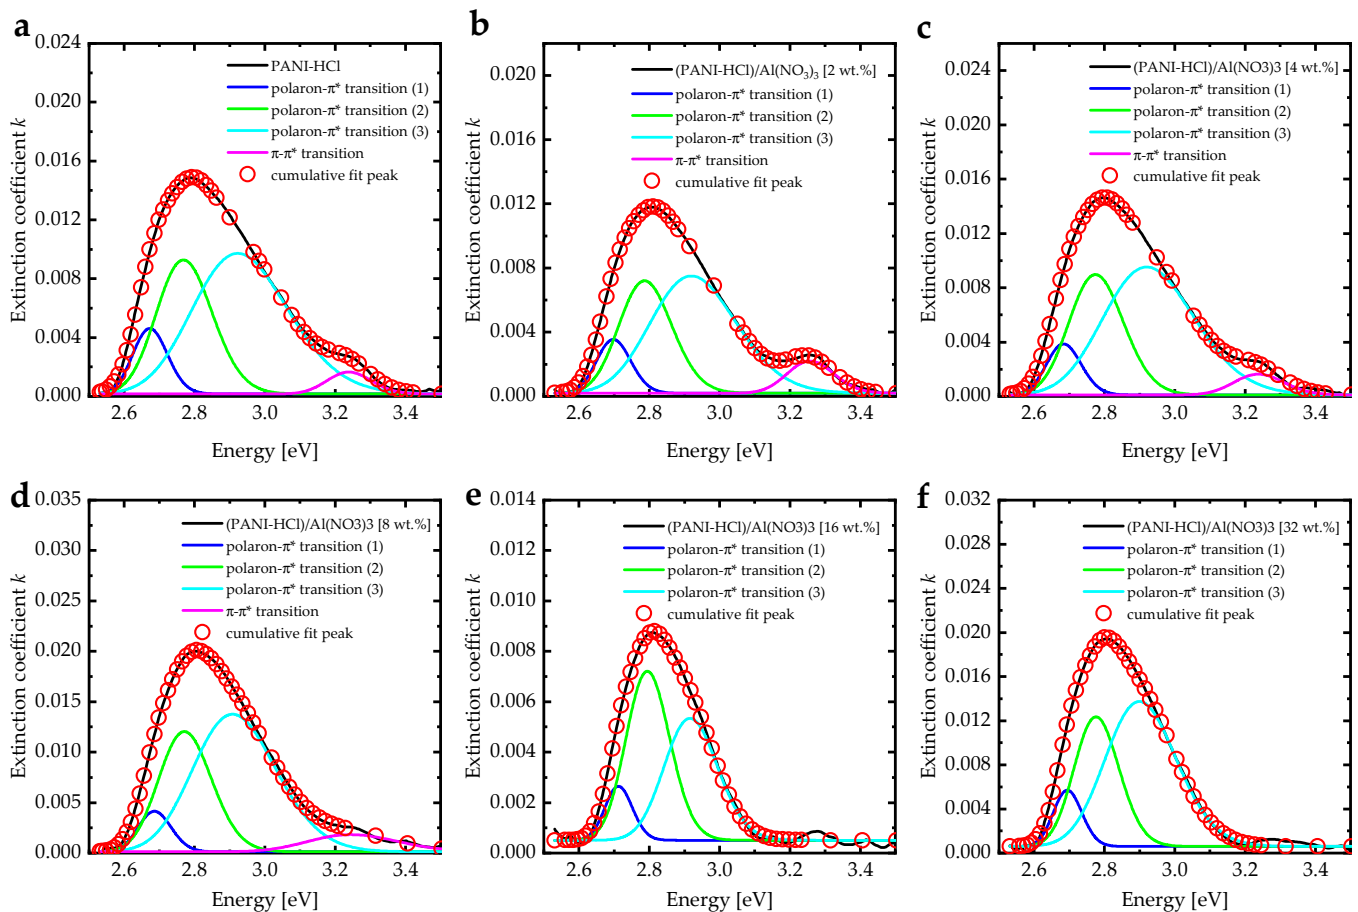 a
0.024
0.020
0.016
0.012
0.008
0.004
0.000
Extinction coefficient k
PANI-HCl
polaron-π* transition (1)
polaron-π* transition (2)
polaron-π* transition (3)
π-π* transition
cumulative fit peak
2.6 2.8 3.0 3.2 3.4
Energy [eV]
b
0.020
0.016
0.012
0.008
0.004
0.000
Extinction coefficient k
(PANI-HCl)/Al(NO₃)₃ [2 wt.%]
polaron-π* transition (1)
polaron-π* transition (2)
polaron-π* transition (3)
π-π* transition
cumulative fit peak
2.6 2.8 3.0 3.2 3.4
Energy [eV]
c
0.024
0.020
0.016
0.012
0.008
0.004
0.000
Extinction coefficient k
(PANI-HCl)/Al(NO3)3 [4 wt.%]
polaron-π* transition (1)
polaron-π* transition (2)
polaron-π* transition (3)
π-π* transition
cumulative fit peak
2.6 2.8 3.0 3.2 3.4
Energy [eV]
d
0.035
0.030
0.025
0.020
0.015
0.010
0.005
0.000
Extinction coefficient k
(PANI-HCl)/Al(NO3)3 [8 wt.%]
polaron-π* transition (1)
polaron-π* transition (2)
polaron-π* transition (3)
π-π* transition
cumulative fit peak
2.6 2.8 3.0 3.2 3.4
Energy [eV]
e
0.014
0.012
0.010
0.008
0.006
0.004
0.002
0.000
Extinction coefficient k
(PANI-HCl)/Al(NO3)3 [16 wt.%]
polaron-π* transition (1)
polaron-π* transition (2)
polaron-π* transition (3)
cumulative fit peak
2.6 2.8 3.0 3.2 3.4
Energy [eV]
f
0.032
0.028
0.024
0.020
0.016
0.012
0.008
0.004
0.000
Extinction coefficient k
(PANI-HCl)/Al(NO3)3 [32 wt.%]
polaron-π* transition (1)
polaron-π* transition (2)
polaron-π* transition (3)
cumulative fit peak
2.6 2.8 3.0 3.2 3.4
Energy [eV]